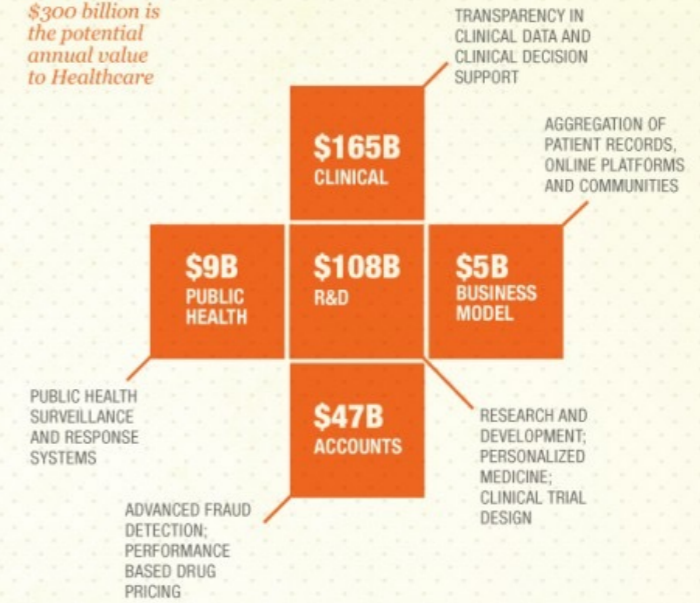 $300 billion is
the potential
annual value
to Healthcare
TRANSPARENCY IN
CLINICAL DATA AND
CLINICAL DECISION
SUPPORT
$165B
CLINICAL
AGGREGATION OF
PATIENT RECORDS,
ONLINE PLATFORMS
AND COMMUNITIES
$9B
PUBLIC
HEALTH
$108B
R&D
$5B
BUSINESS
MODEL
PUBLIC HEALTH
SURVEILLANCE
AND RESPONSE
SYSTEMS
$47B
ACCOUNTS
RESEARCH AND
DEVELOPMENT;
PERSONALIZED
MEDICINE;
CLINICAL TRIAL
DESIGN
ADVANCED FRAUD
DETECTION;
PERFORMANCE
BASED DRUG
PRICING